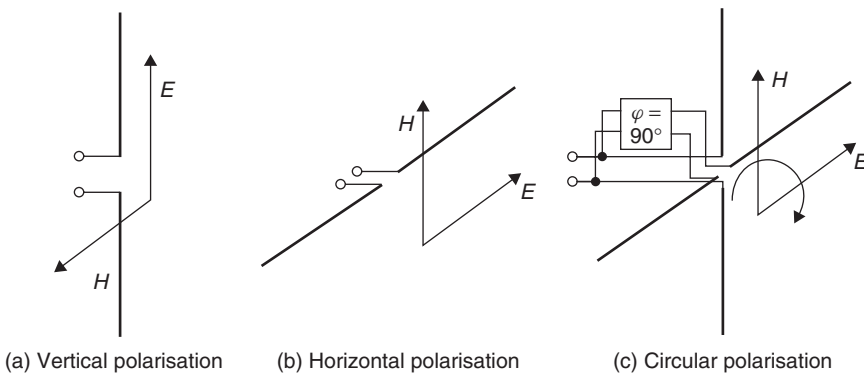 E
H
(a) Vertical polarisation
H
E
(b) Horizontal polarisation
φ =
90°
H
E
(c) Circular polarisation